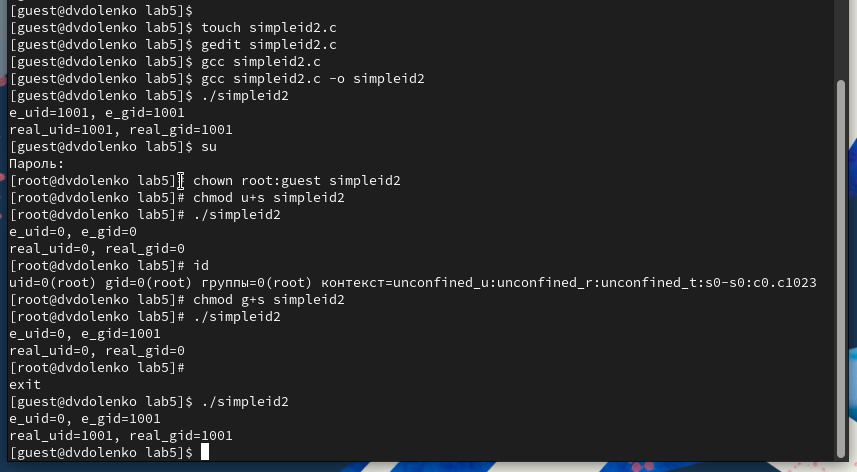 [guest@dvdolenko lab5]$
[guest@dvdolenko lab5]$ touch simpleid2.c
[guest@dvdolenko lab5]$ gedit simpleid2.c
[guest@dvdolenko lab5]$ gcc simpleid2.c
[guest@dvdolenko lab5]$ gcc simpleid2.c -o simpleid2
[guest@dvdolenko lab5]$ ./simpleid2
e_uid=1001, e_gid=1001
real_uid=1001, real_gid=1001
[guest@dvdolenko lab5]$ su
Пароль:
[root@dvdolenko lab5]# chown root:guest simpleid2
[root@dvdolenko lab5]# chmod u+s simpleid2
[root@dvdolenko lab5]# ./simpleid2
e_uid=0, e_gid=0
real_uid=0, real_gid=0
[root@dvdolenko lab5]# id
uid=0(root) gid=0(root) группы=0(root) контекст=unconfined_u:unconfined_r:unconfined_t:s0-s0:c0.c1023
[root@dvdolenko lab5]# chmod g+s simpleid2
[root@dvdolenko lab5]# ./simpleid2
e_uid=0, e_gid=1001
real_uid=0, real_gid=0
[root@dvdolenko lab5]#
exit
[guest@dvdolenko lab5]$ ./simpleid2
e_uid=0, e_gid=1001
real_uid=1001, real_gid=1001
[guest@dvdolenko lab5]$